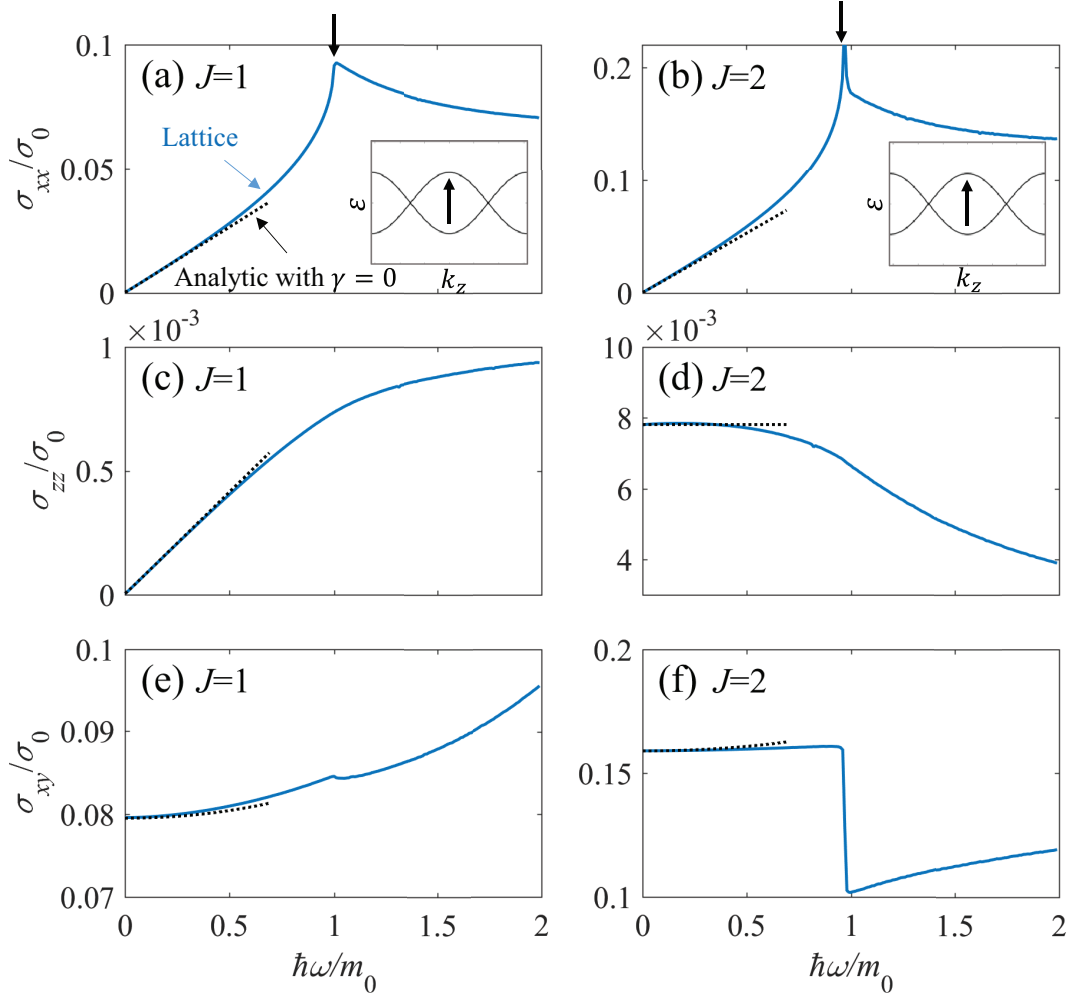 (a) J=1
σxx/σ0
0.1
0.05
0
Lattice
Analytic with γ = 0
ε
kz
(b) J=2
0.2
0.1
0
ε
kz
×10-3
(c) J=1
σzz/σ0
1
0.5
0
×10-3
(d) J=2
10
8
6
4
(e) J=1
σxy/σ0
0.1
0.09
0.08
0.07
0 0.5 1 1.5 2
ħω/m0
(f) J=2
0.2
0.15
0.1
0 0.5 1 1.5 2
ħω/m0